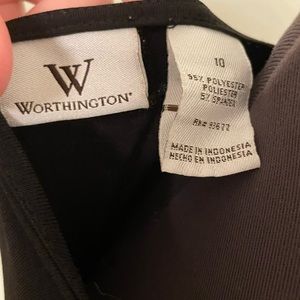 W
WORTHINGTON®
10
95% POLYESTER
POLIESTER
5% SPANDEX
MADE IN INDONESIA
HECHO EN INDONESIA